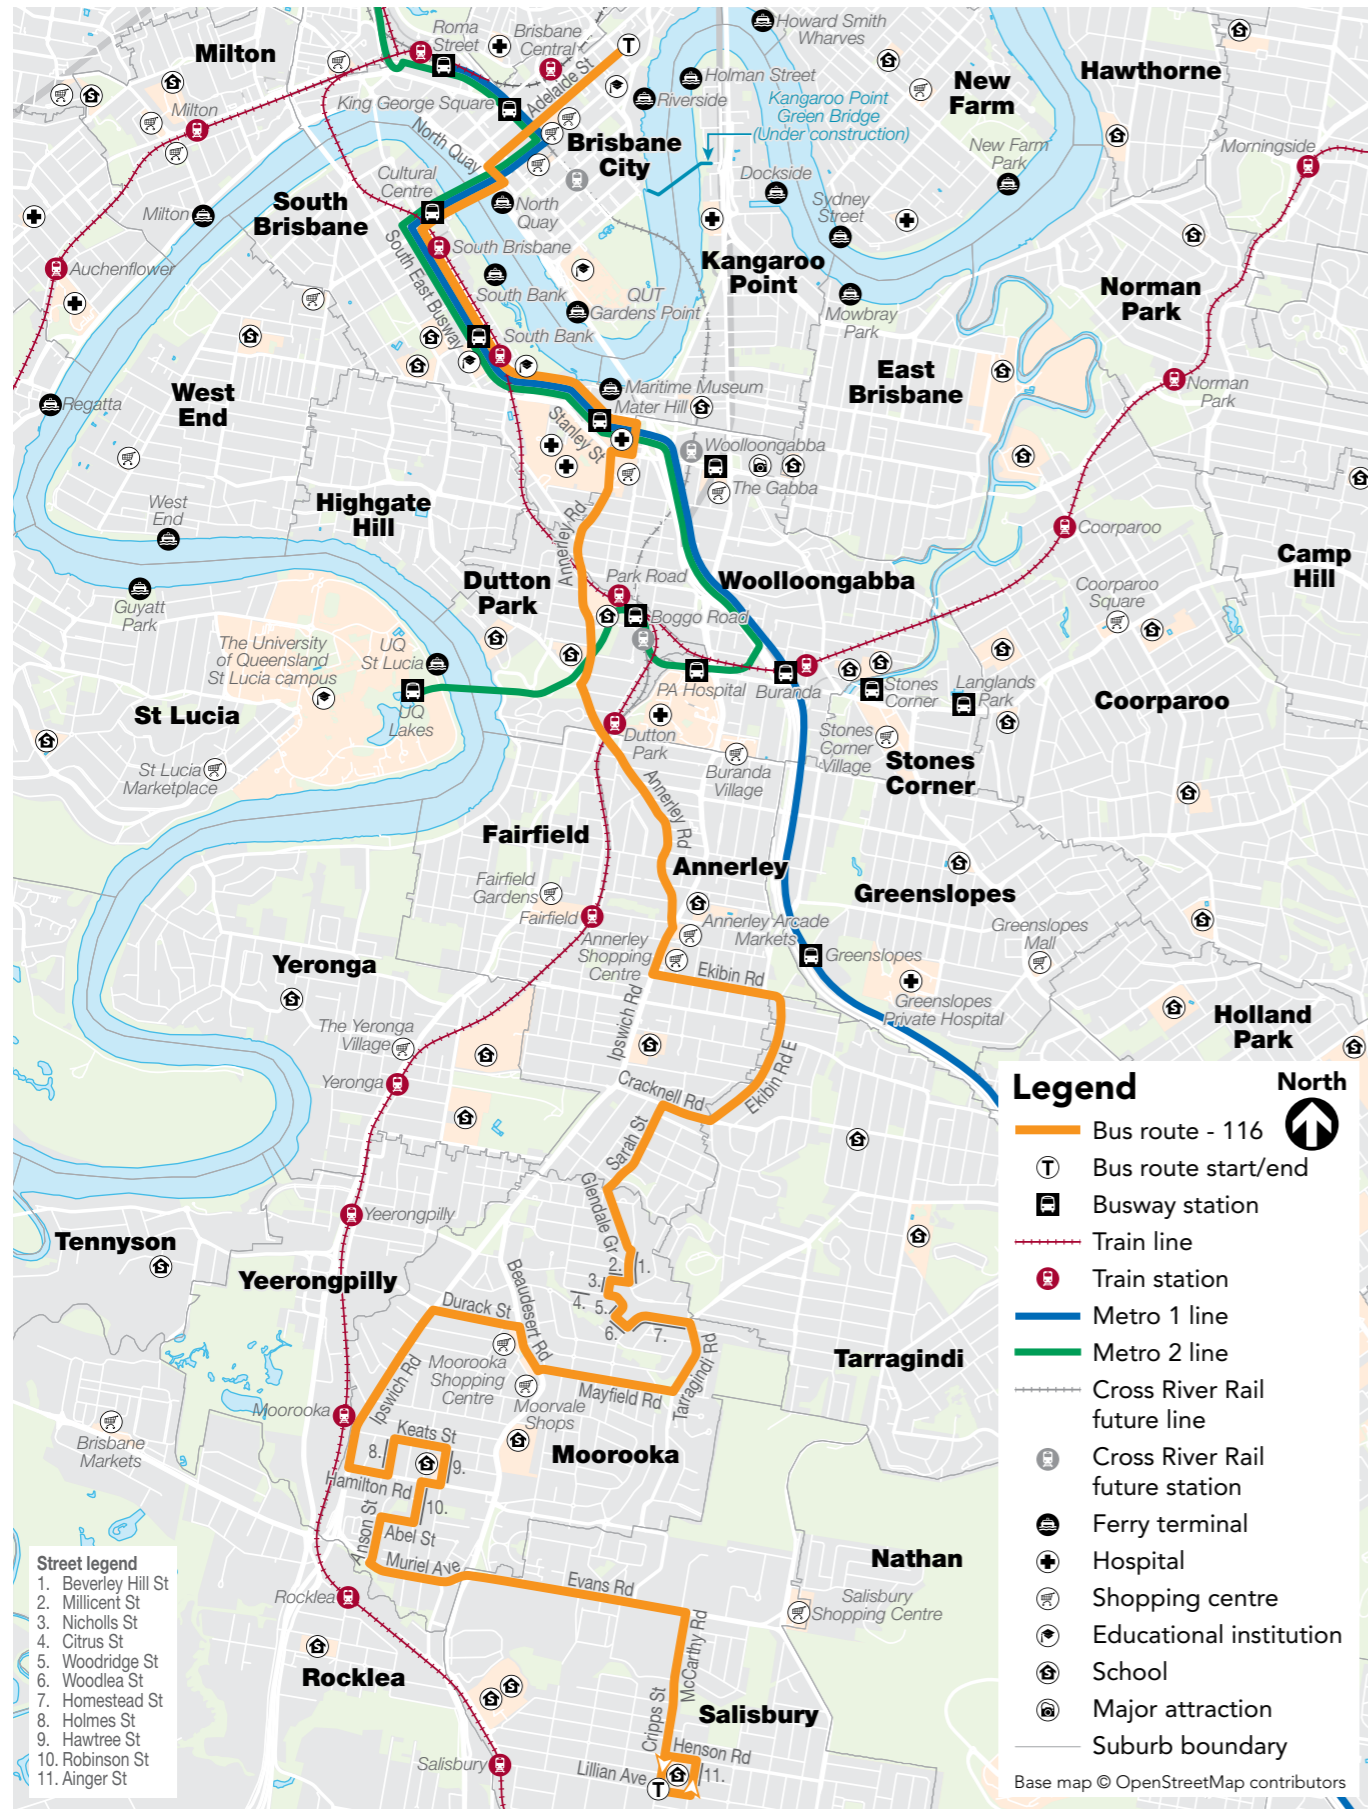 Roma
Street
Brisbane
Central
Howard Smith
Wharves
Milton
Hawthorne
New
Farm
Holman Street
King George Square
Adelaide St
Riverside
Kangaroo Point
Green Bridge
(Under construction)
Milton
North Quay
Brisbane
City
New Farm
Park
Morningside
Cultural
Centre
Dockside
South
Brisbane
Milton
North
Quay
Sydney
Street
South Brisbane
Auchenflower
South East Busway
Kangaroo
Point
South Bank
QUT
Gardens Point
Norman
Park
Mowbray
Park
South Bank
West
End
East
Brisbane
Norman
Park
Regatta
Maritime Museum
Mater Hill
Stanley St
Woolloongabba
The Gabba
West
End
Highgate
Hill
Annerley Rd
Coorparoo
Camp
Hill
Dutton
Park
Park Road
Woolloongabba
Coorparoo
Square
Guyatt
Park
Boggo Road
The University
of Queensland
St Lucia campus
UQ
St Lucia
PA Hospital
Buranda
Stones
Corner
Langlands
Park
Coorparoo
St Lucia
UQ
Lakes
Dutton
Park
Stones
Corner
Village
Stones
Corner
St Lucia
Marketplace
Buranda
Village
Annerley Rd
Fairfield
Annerley
Fairfield
Gardens
Greenslopes
Fairfield
Annerley Arcade
Markets
Greenslopes
Mall
Annerley
Shopping
Centre
Greenslopes
Yeronga
Ekibin Rd
Greenslopes
Private Hospital
Ipswich Rd
Holland
Park
The Yeronga
Village
Ekibin Rd E
Yeronga
Cracknell Rd
Sarah St
Glendale Gr
Yeerongpilly
Tennyson
Yeerongpilly
1.
2.
3.
4.
5.
6.
7.
Beaudesert Rd
Durack St
Tarragindi Rd
Tarragindi
Moorooka
Shopping
Centre
Ipswich Rd
Mayfield Rd
Moorvale
Shops
Moorooka
Brisbane
Markets
Keats St
Moorooka
8.
9.
Hamilton Rd
10.
Anson St
Abel St
Muriel Ave
Nathan
Evans Rd
Rocklea
Salisbury
Shopping Centre
McCarthy Rd
Rocklea
Cripps St
Salisbury
Henson Rd
Salisbury
Lillian Ave
11.
Street legend
1. Beverley Hill St
2. Millicent St
3. Nicholls St
4. Citrus St
5. Woodridge St
6. Woodlea St
7. Homestead St
8. Holmes St
9. Hawtree St
10. Robinson St
11. Ainger St
Legend
North
Bus route - 116
T Bus route start/end
Busway station
Train line
Train station
Metro 1 line
Metro 2 line
Cross River Rail
future line
Cross River Rail
future station
Ferry terminal
Hospital
Shopping centre
Educational institution
School
Major attraction
Suburb boundary
Base map © OpenStreetMap contributors